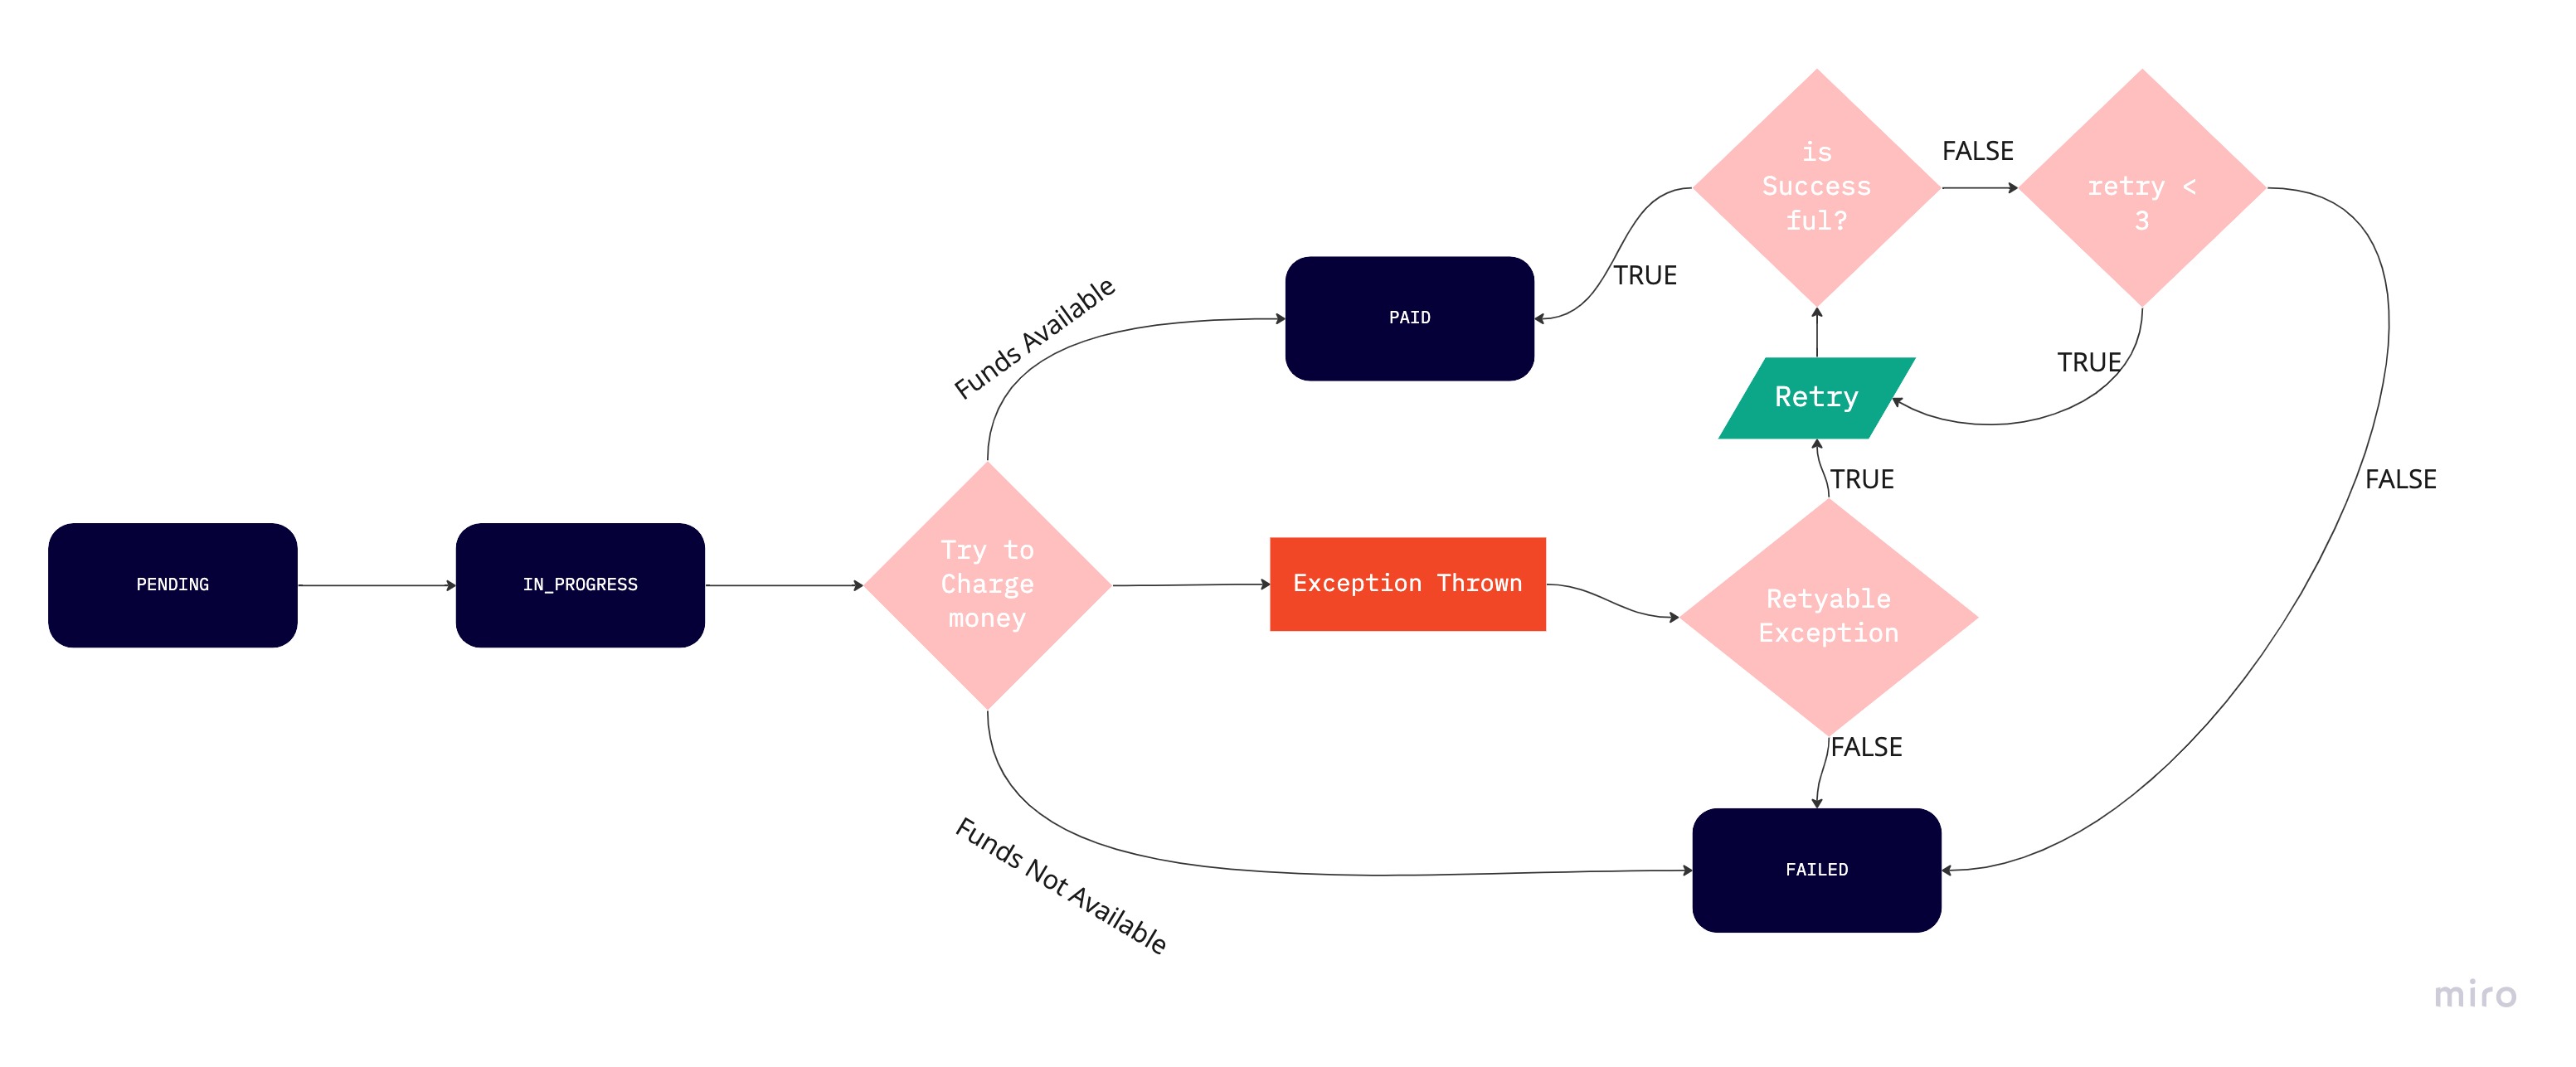 PENDING
IN_PROGRESS
Try to
Charge
money
Funds Available
Funds Not Available
PAID
Exception Thrown
Retyable
Exception
TRUE
FALSE
Retry
is
Success
ful?
TRUE
FALSE
retry <
3
TRUE
FALSE
FAILED
miro